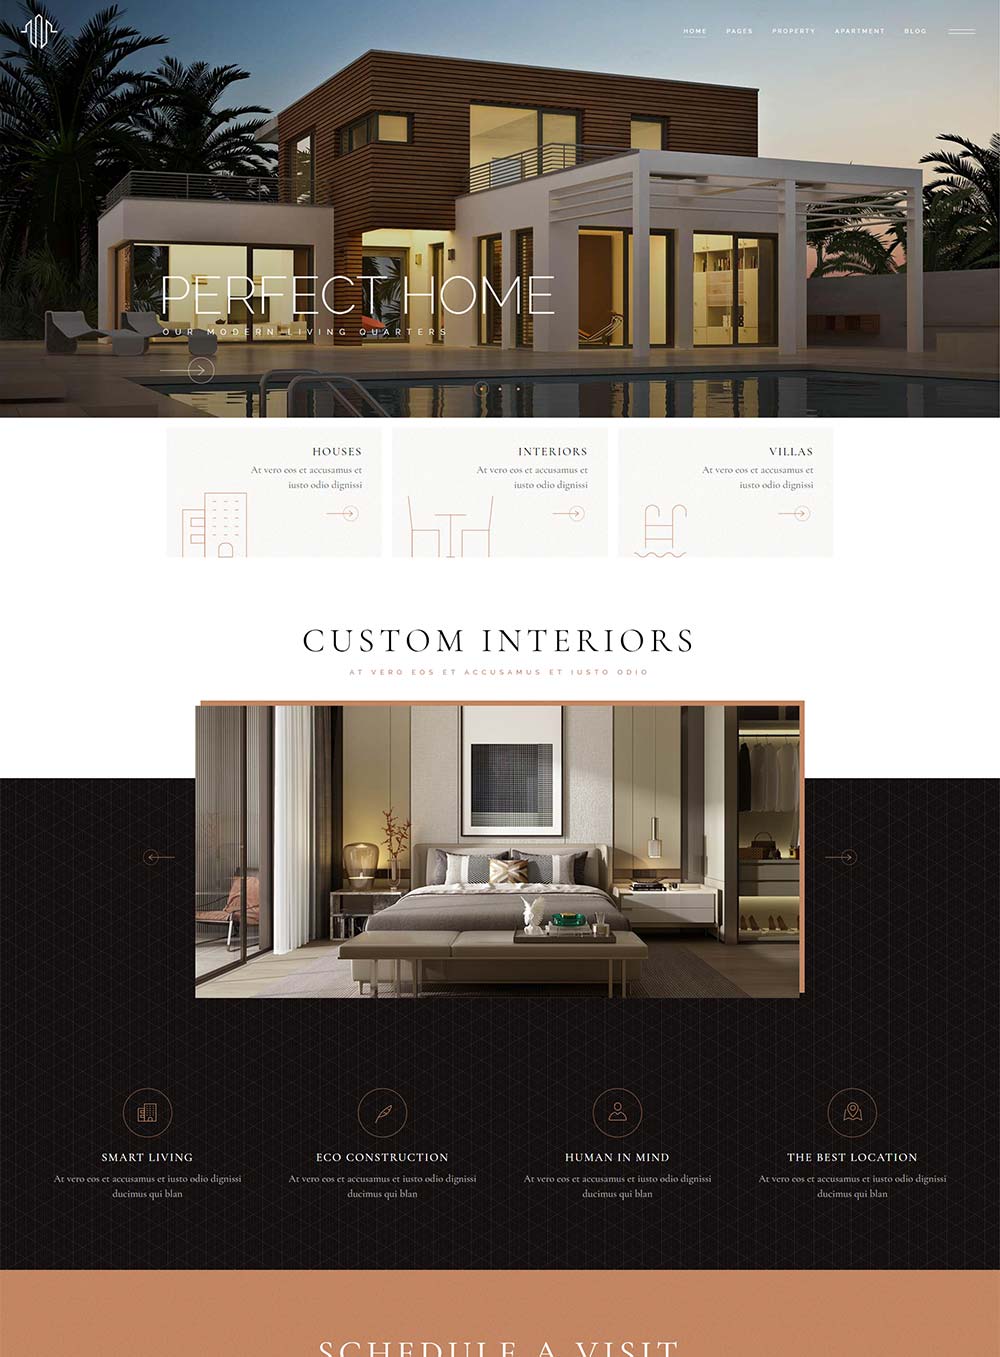 HOME PAGES PROPERTY APARTMENT BLOG
PERFECT HOME
OUR MODERN LIVING QUARTERS
HOUSES
At vero eos et accusamus et
iusto odio dignissi
INTERIORS
At vero eos et accusamus et
iusto odio dignissi
VILLAS
At vero eos et accusamus et
iusto odio dignissi
CUSTOM INTERIORS
AT VERO EOS ET ACCUSAMUS ET IUSTO ODIO
SMART LIVING
At vero eos et accusamus et iusto odio dignissi
ducimus qui blan
ECO CONSTRUCTION
At vero eos et accusamus et iusto odio dignissi
ducimus qui blan
HUMAN IN MIND
At vero eos et accusamus et iusto odio dignissi
ducimus qui blan
THE BEST LOCATION
At vero eos et accusamus et iusto odio dignissi
ducimus qui blan
SCHEDULE A VISIT